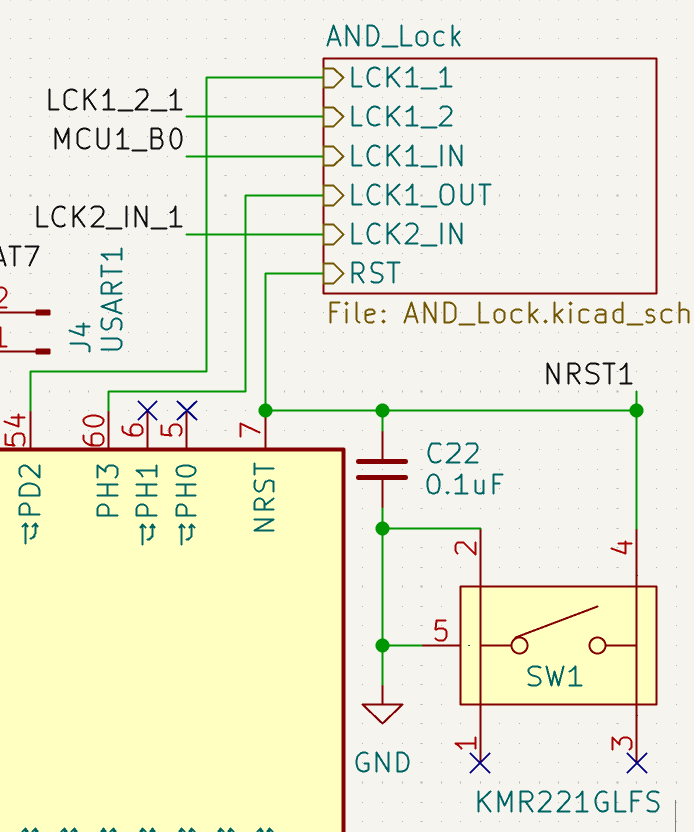 AND_Lock
LCK1_1
LCK1_2_1
LCK1_2
MCU1_B0
LCK1_IN
LCK1_OUT
LCK2_IN_1
LCK2_IN
RST
File: AND_Lock.kicad_sch
AT7
2
1
J4
USART1
NRST1
54
60
6
5
7
PD2
PH3
PH1
PH0
NRST
C22
0.1uF
2
4
5
SW1
1
3
GND
KMR221GLFS